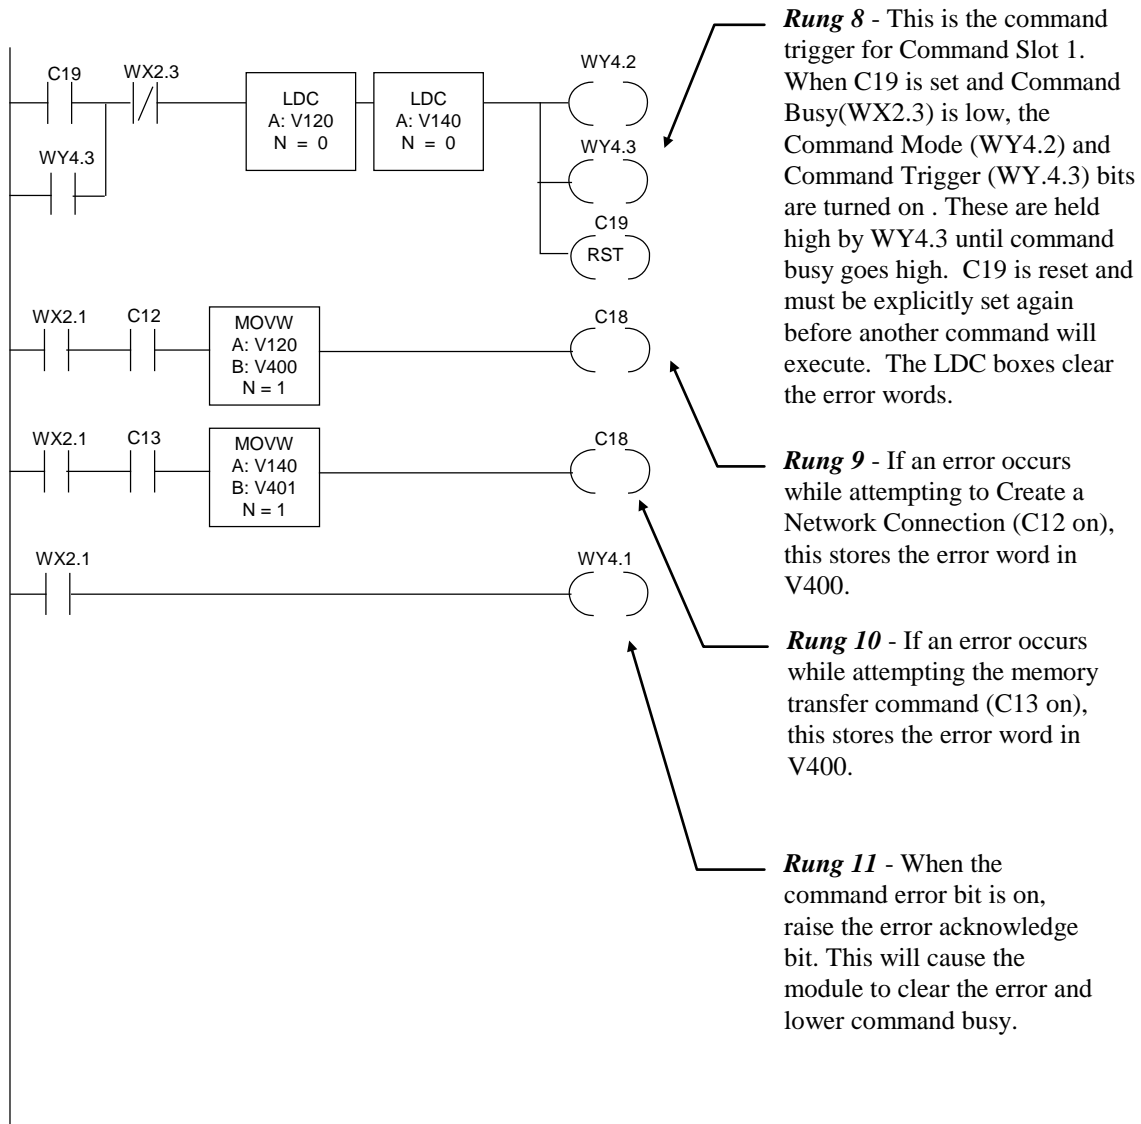 C19
WX2.3
LDC
A: V120
N = 0
LDC
A: V140
N = 0
WY4.2
WY4.3
WY4.3
C19
RST
WX2.1
C12
MOVW
A: V120
B: V400
N = 1
C18
WX2.1
C13
MOVW
A: V140
B: V401
N = 1
C18
WX2.1
WY4.1
Rung 8 - This is the command
trigger for Command Slot 1.
When C19 is set and Command
Busy(WX2.3) is low, the
Command Mode (WY4.2) and
Command Trigger (WY.4.3) bits
are turned on . These are held
high by WY4.3 until command
busy goes high. C19 is reset and
must be explicitly set again
before another command will
execute. The LDC boxes clear
the error words.
Rung 9 - If an error occurs
while attempting to Create a
Network Connection (C12 on),
this stores the error word in
V400.
Rung 10 - If an error occurs
while attempting the memory
transfer command (C13 on),
this stores the error word in
V400.
Rung 11 - When the
command error bit is on,
raise the error acknowledge
bit. This will cause the
module to clear the error and
lower command busy.